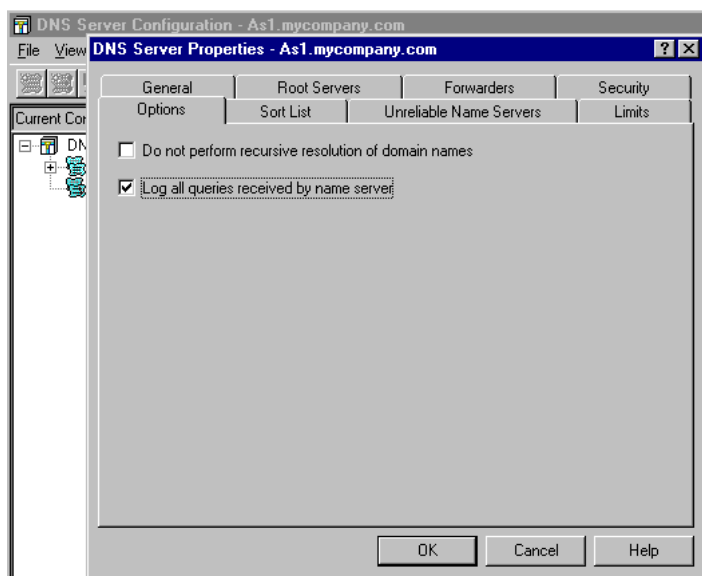 DNS Server Configuration - As1.mycompany.com
File View
DNS Server Properties - As1.mycompany.com
General Root Servers Forwarders Security
Options Sort List Unreliable Name Servers Limits
Current Cor
DN
Do not perform recursive resolution of domain names
Log all queries received by name server
OK Cancel Help